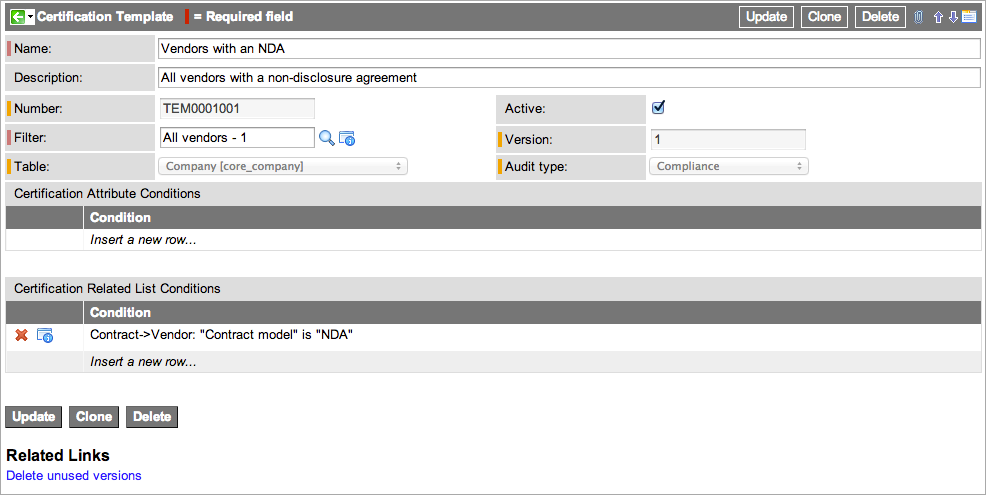 Certification Template = Required field Update Clone Delete
Name: Vendors with an NDA
Description: All vendors with a non-disclosure agreement
Number: TEM0001001 Active:
Filter: All vendors - 1 Version: 1
Table: Company [core_company] Audit type: Compliance
Certification Attribute Conditions
Condition
Insert a new row...
Certification Related List Conditions
Condition
Contract->Vendor: "Contract model" is "NDA"
Insert a new row...
Update Clone Delete
Related Links
Delete unused versions